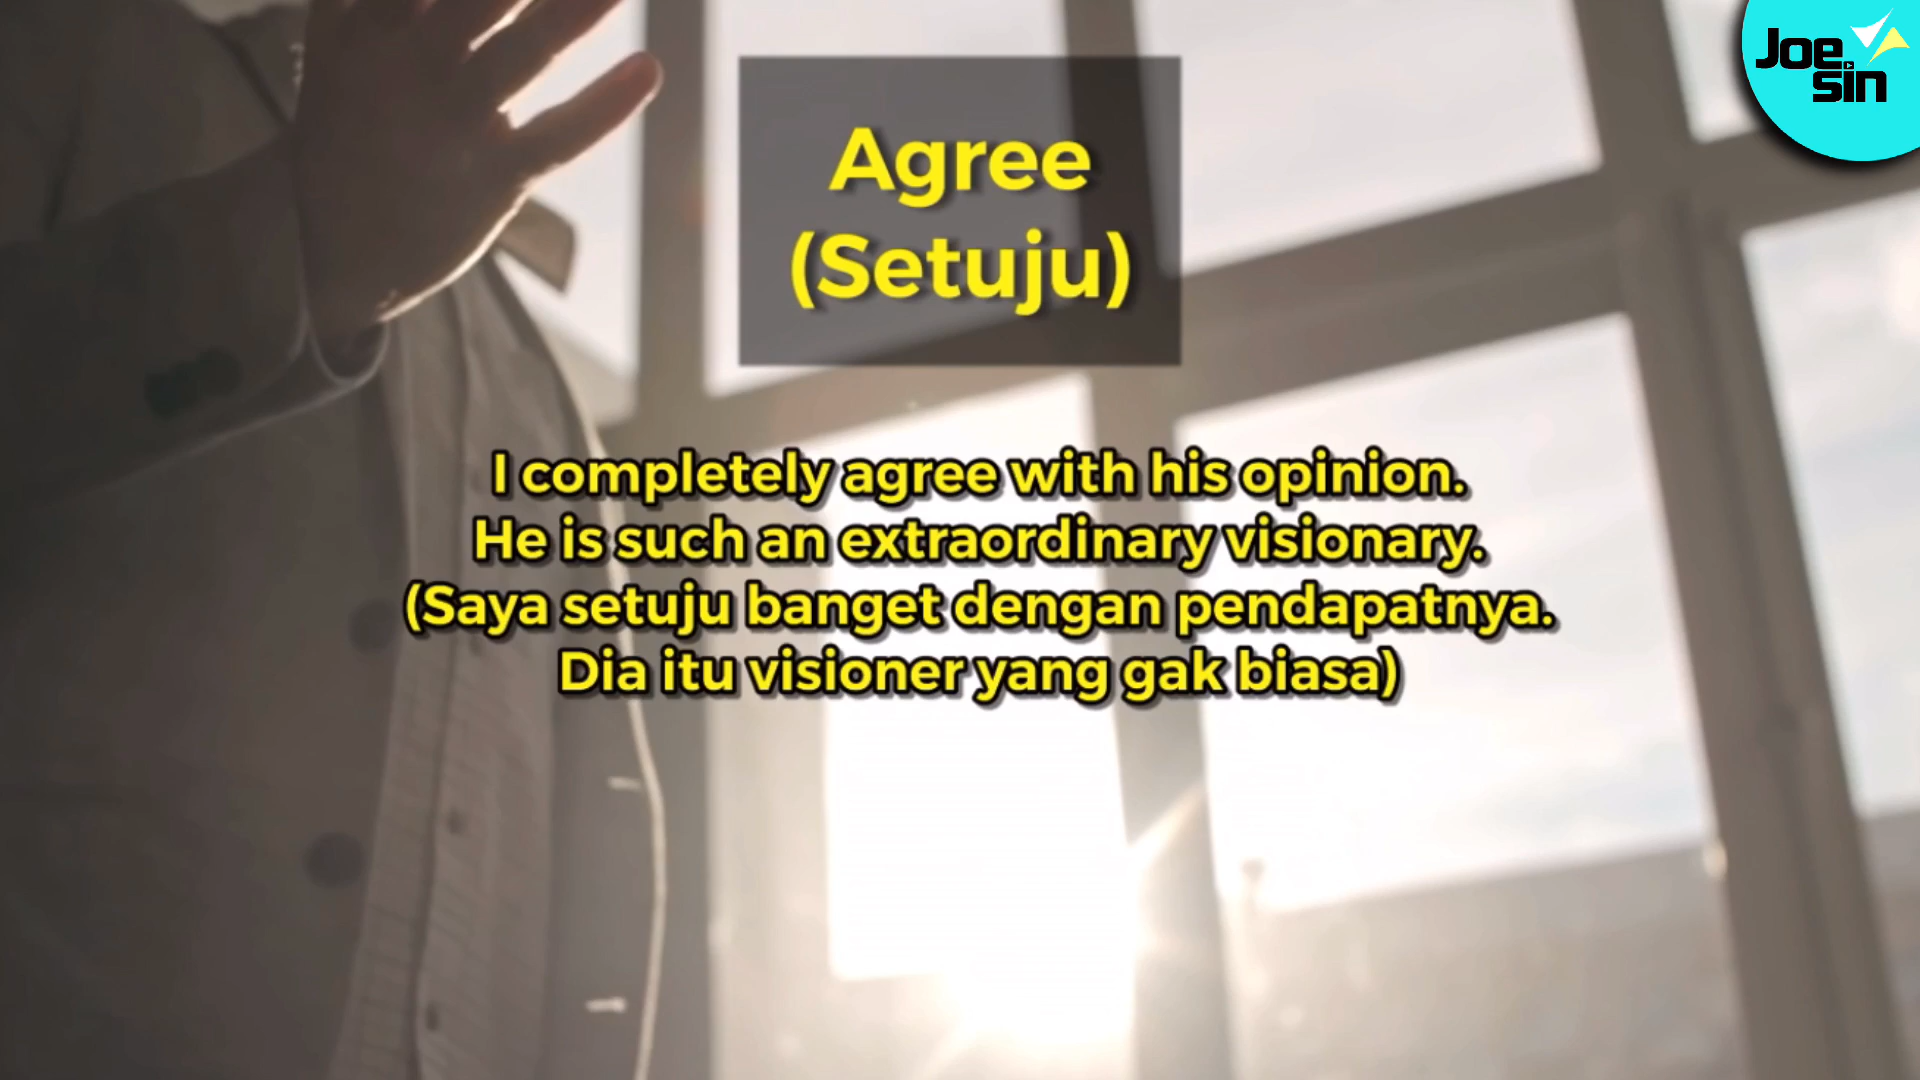 Joe
sin
Agree
(Setuju)
I completely agree with his opinion.
He is such an extraordinary visionary.
(Saya setuju banget dengan pendapatnya.
Dia itu visioner yang gak biasa)